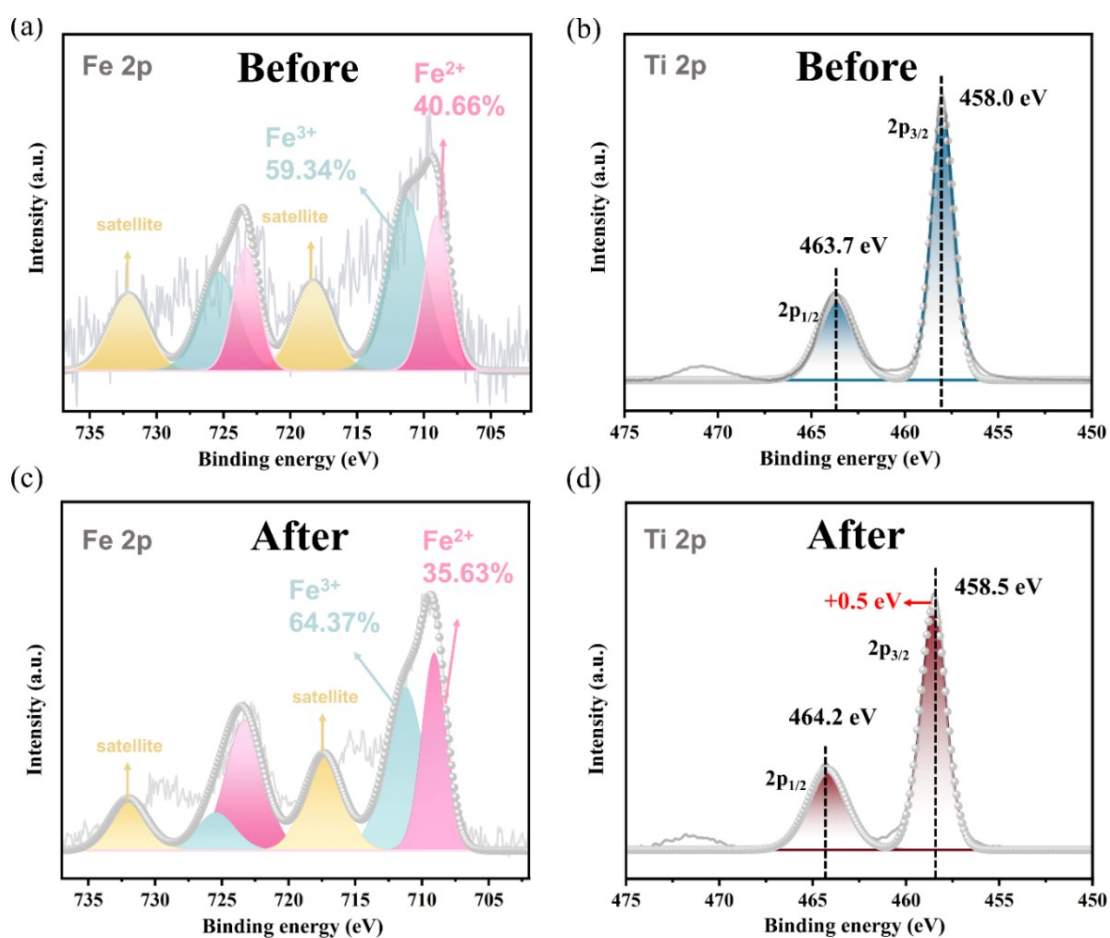 (a)
Fe 2p
Before
Fe²⁺
40.66%
Fe³⁺
59.34%
satellite
satellite
Intensity (a.u.)
735 730 725 720 715 710 705
Binding energy (eV)
(b)
Ti 2p
Before
458.0 eV
2p₃/₂
463.7 eV
2p₁/₂
Intensity (a.u.)
475 470 465 460 455 450
Binding energy (eV)
(c)
Fe 2p
After
Fe²⁺
35.63%
Fe³⁺
64.37%
satellite
satellite
Intensity (a.u.)
735 730 725 720 715 710 705
Binding energy (eV)
(d)
Ti 2p
After
+0.5 eV
458.5 eV
2p₃/₂
464.2 eV
2p₁/₂
Intensity (a.u.)
475 470 465 460 455 450
Binding energy (eV)